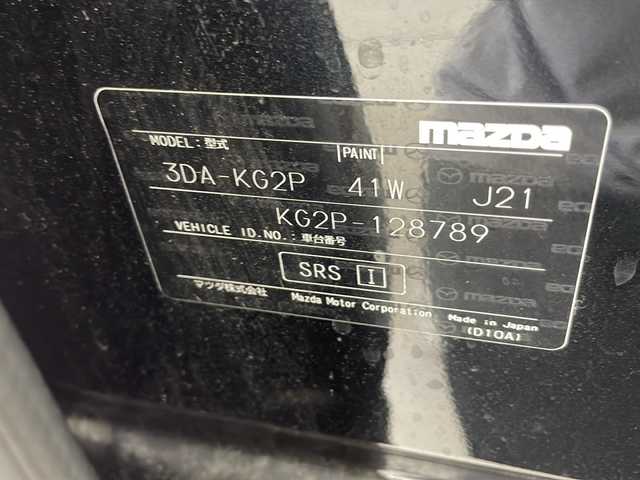 mazda
MODEL:型式 PAINT
3DA-KG2P 41W J21
KG2P-128789
VEHICLE ID.NO.:車台番号
SRS I
マツダ株式会社 Mazda Motor Corporation Made in Japan
(D10A)